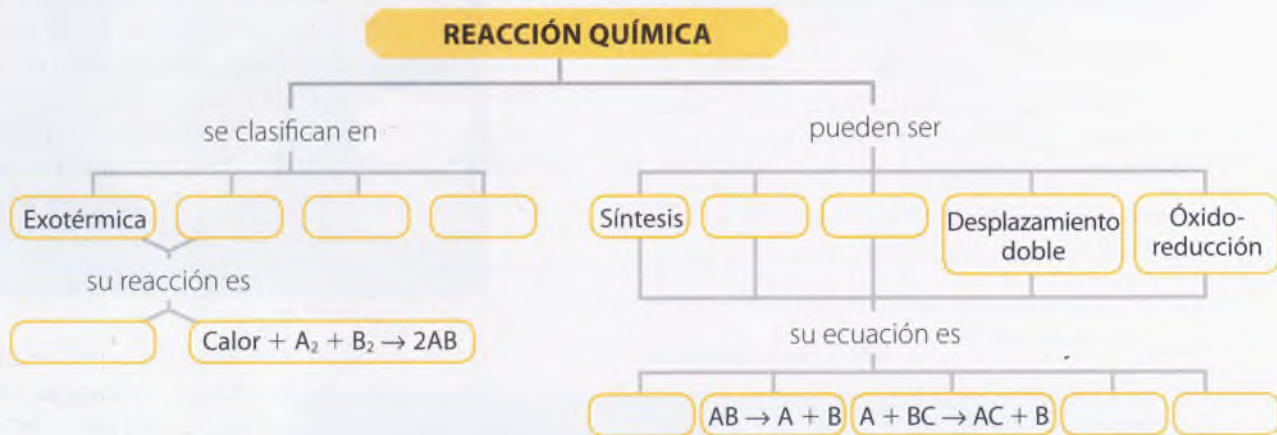 REACCIÓN QUÍMICA
se clasifican en
pueden ser
Exotérmica
Síntesis
Desplazamiento
doble
Óxido-
reducción
su reacción es
Calor + A₂ + B₂ → 2AB
su ecuación es
AB → A + B
A + BC → AC + B